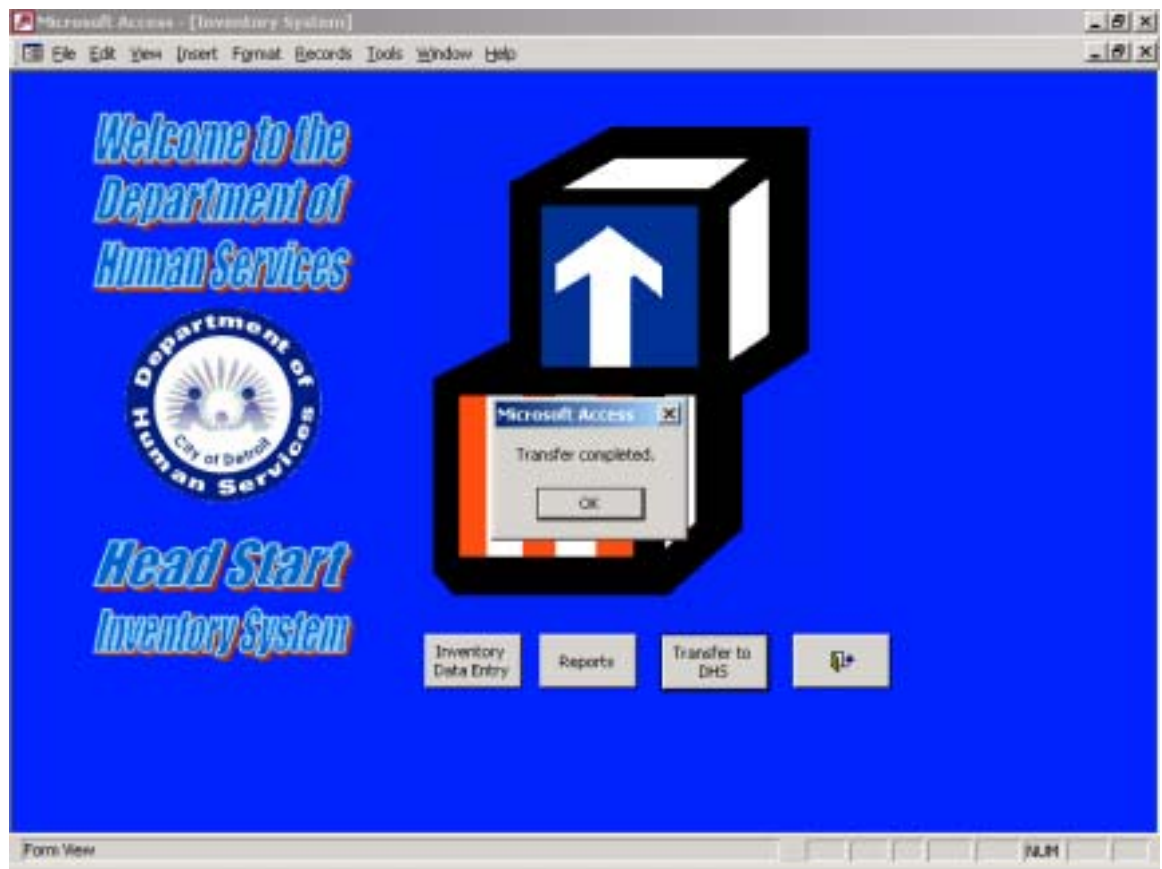 Microsoft Access - [Inventory System]
File Edit View Insert Format Records Tools Window Help
Welcome to the
Department of
Human Services
Department of
Human Services
City of Detroit
Head Start
Inventory System
Microsoft Access
Transfer completed.
OK
Inventory
Data Entry
Reports
Transfer to
DHS
Form View
NUM